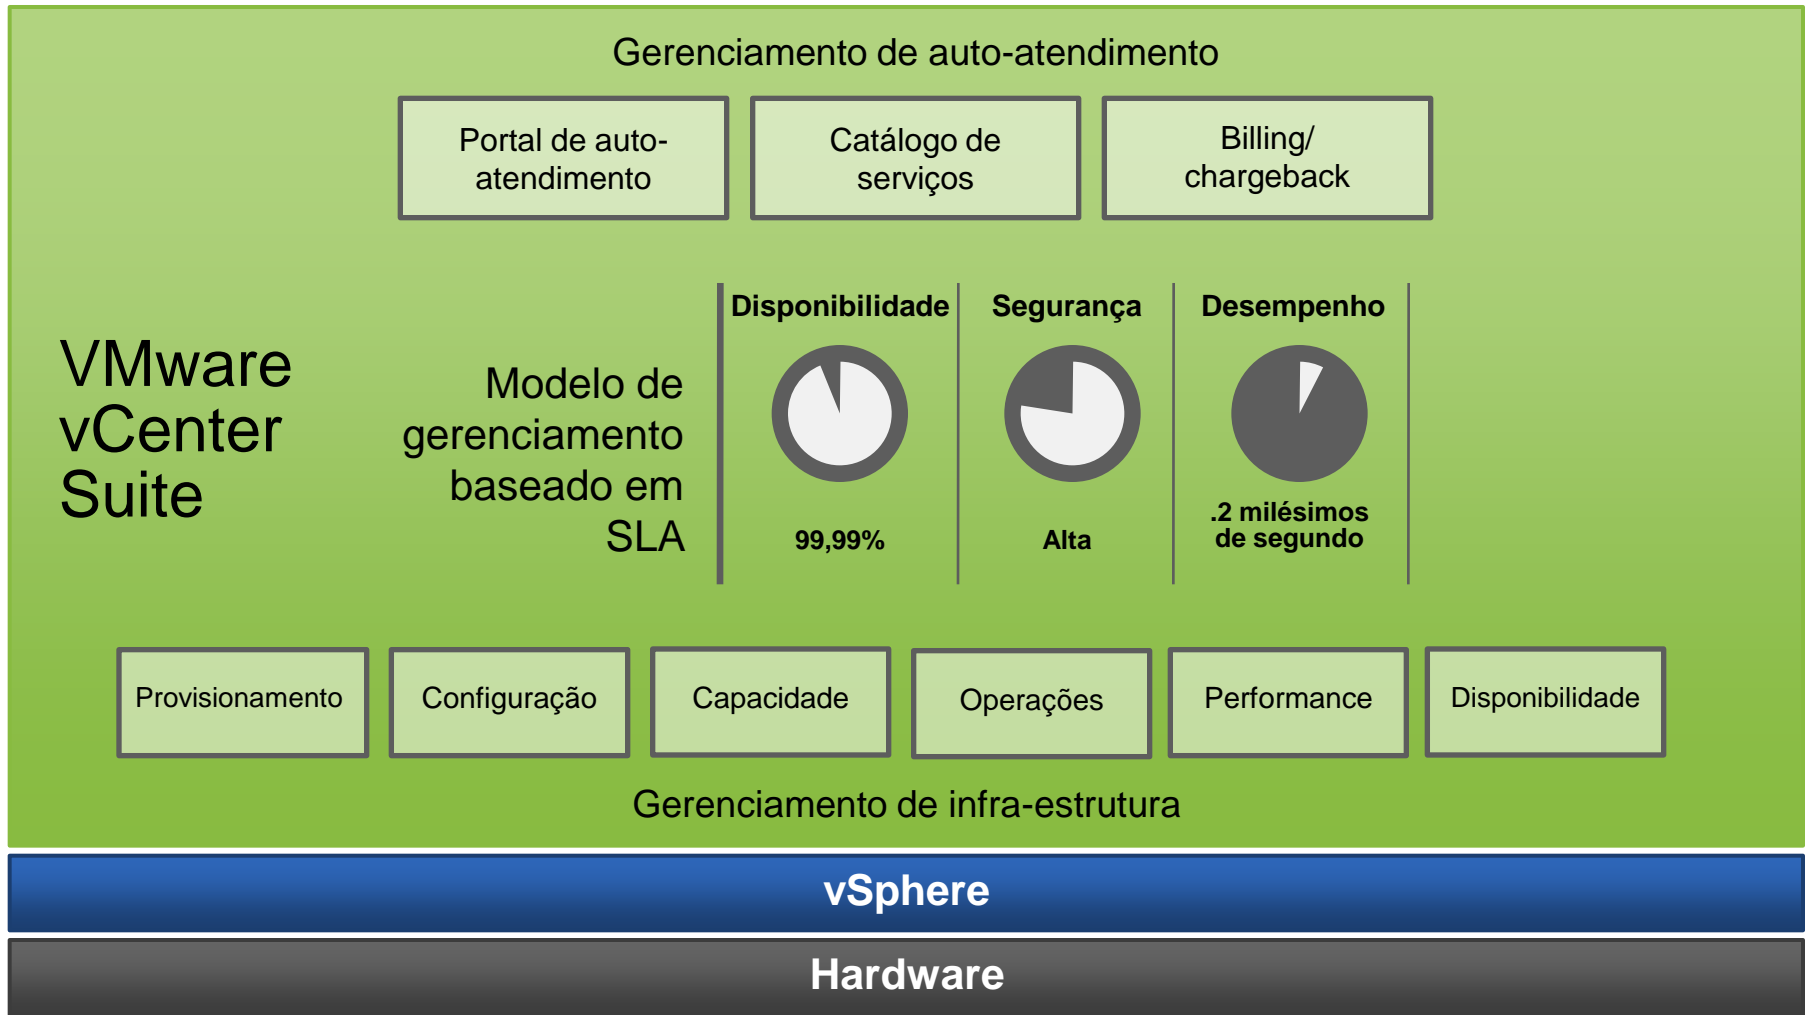 Gerenciamento de auto-atendimento
Portal de auto-
atendimento
Catálogo de
serviços
Billing/
chargeback
VMware
vCenter
Suite
Modelo de
gerenciamento
baseado em
SLA
Disponibilidade
99,99%
Segurança
Alta
Desempenho
.2 milésimos
de segundo
Provisionamento
Configuração
Capacidade
Operações
Performance
Disponibilidade
Gerenciamento de infra-estrutura
vSphere
Hardware